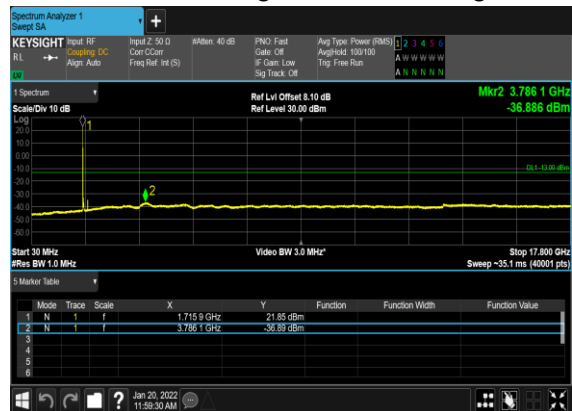 Spectrum Analyzer 1
Swept SA
+
KEYSIGHT Input: RF Input Z: 50 Ω #Atten: 40 dB PNO: Fast Avg Type: Power (RMS) 1 2 3 4 5 6
RL Coupling: DC Corr CCorr Gate: Off Avg|Hold: 100/100 A W W W W W
Align: Auto Freq Ref: Int (S) IF Gain: Low Trig: Free Run
LW Sig Track: Off A N N N N N
1 Spectrum Ref Lvl Offset 8.10 dB Mkr2 3.786 1 GHz
Scale/Div 10 dB Ref Level 30.00 dBm -36.886 dBm
Log
1
20.0
10.0
0.00
-10.0 DL1 -13.00 dBm
-20.0
-30.0 2
-40.0
-50.0
-60.0
Start 30 MHz Video BW 3.0 MHz* Stop 17.800 GHz
#Res BW 1.0 MHz Sweep ~35.1 ms (40001 pts)
5 Marker Table
Mode Trace Scale X Y Function Function Width Function Value
1 N 1 f 1.715 9 GHz 21.85 dBm
2 N 1 f 3.786 1 GHz -36.89 dBm
3
4
5
6
? Jan 20, 2022
11:59:30 AM